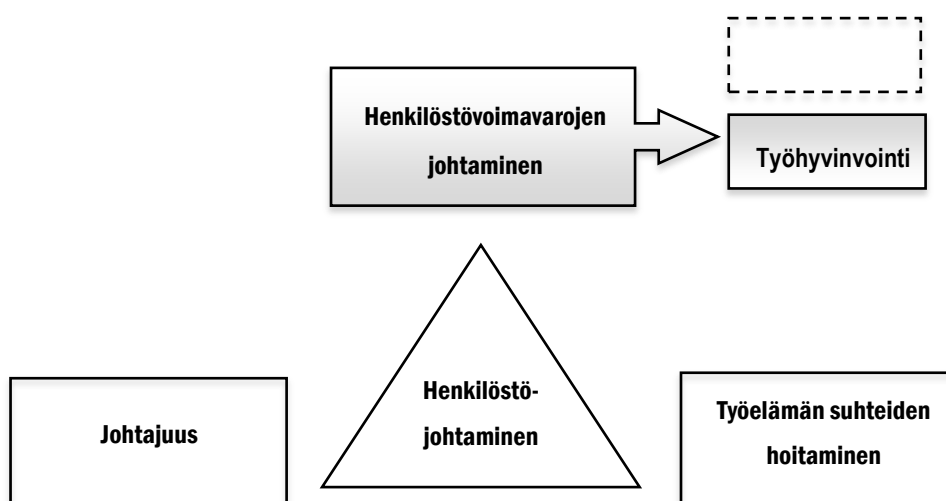 Henkilöstövoimavarojen
johtaminen
Työhyvinvointi
Johtajuus
Henkilöstö-
johtaminen
Työelämän suhteiden
hoitaminen